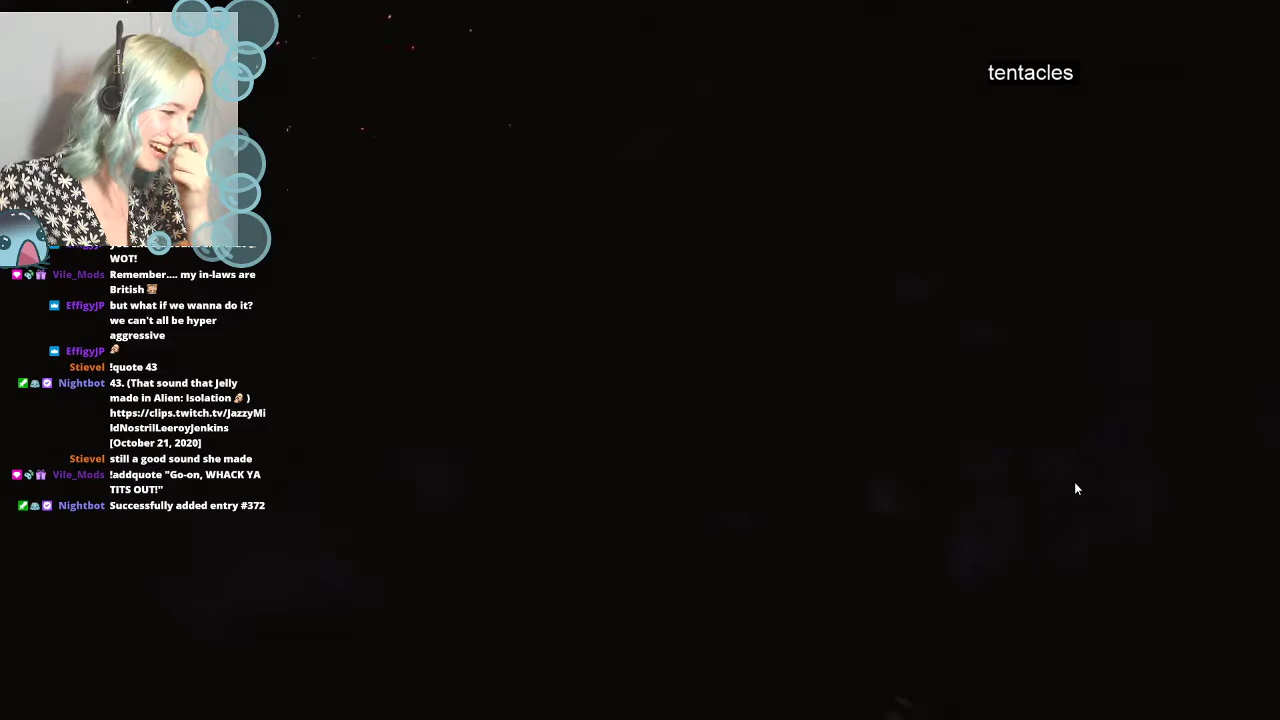 tentacles
WOT!
Vile_Mods Remember.... my in-laws are
British
EffigyJP but what if we wanna do it?
we can't all be hyper
aggressive
EffigyJP
Stievel !quote 43
Nightbot 43. (That sound that Jelly
made in Alien: Isolation )
https://clips.twitch.tv/JazzyMi
ldNostrilLeeroyJenkins
[October 21, 2020]
Stievel still a good sound she made
Vile_Mods !addquote "Go-on, WHACK YA
TITS OUT!"
Nightbot Successfully added entry #372